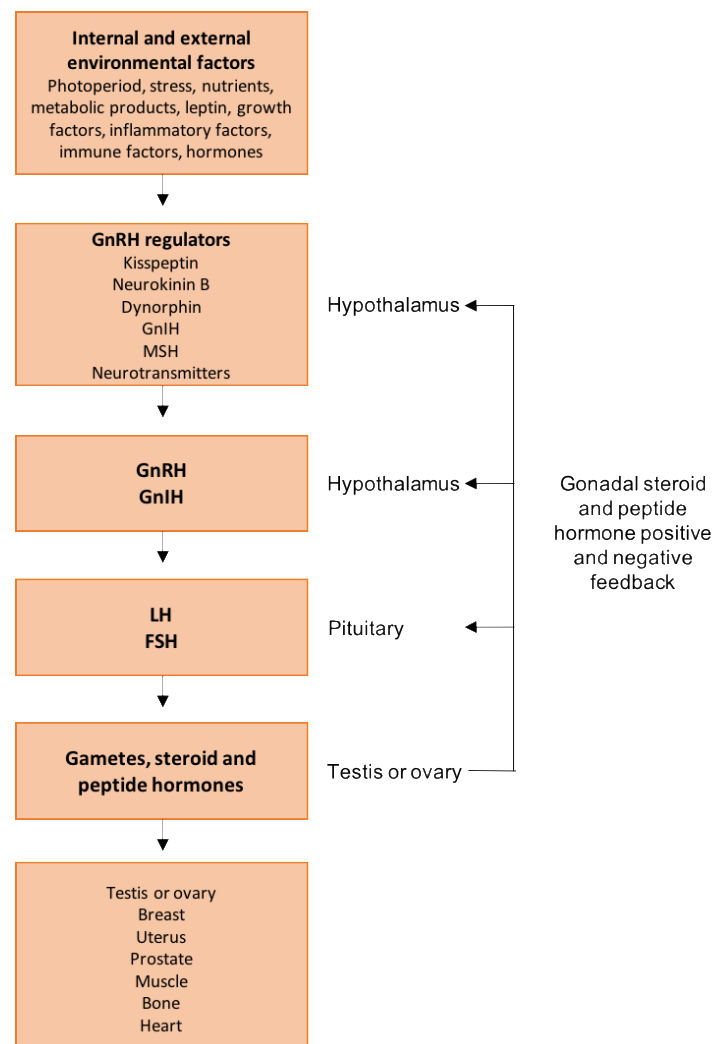 Internal and external
environmental factors
Photoperiod, stress, nutrients,
metabolic products, leptin, growth
factors, inflammatory factors,
immune factors, hormones
GnRH regulators
Kisspeptin
Neurokinin B
Dynorphin
GnIH
MSH
Neurotransmitters
Hypothalamus
GnRH
GnIH
Hypothalamus
Gonadal steroid
and peptide
hormone positive
and negative
feedback
LH
FSH
Pituitary
Gametes, steroid and
peptide hormones
Testis or ovary
Testis or ovary
Breast
Uterus
Prostate
Muscle
Bone
Heart